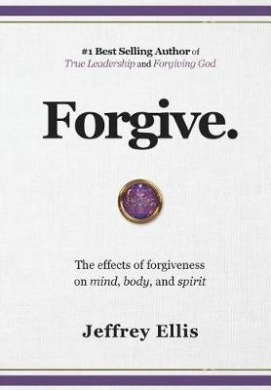 #1 Best Selling Author of
True Leadership and Forgiving God
Forgive.
The effects of forgiveness
on mind, body, and spirit
Jeffrey Ellis